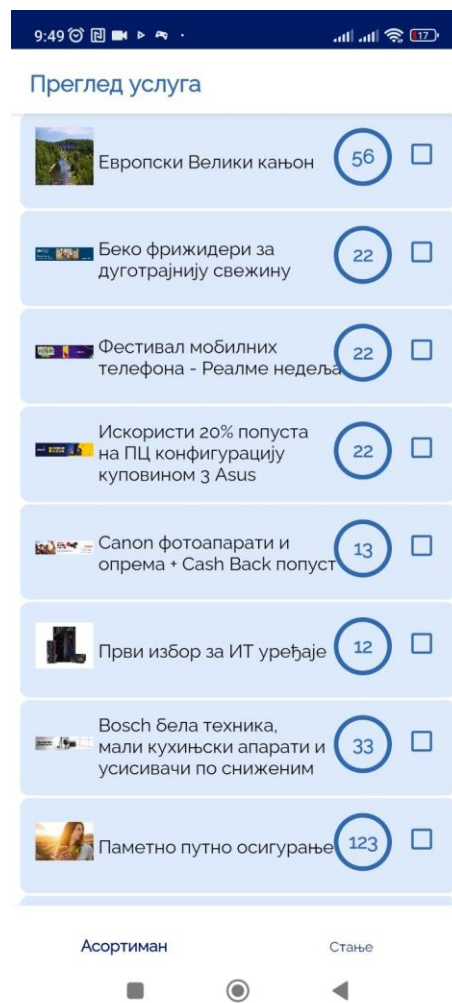 9:49
17
Преглед услуга
Европски Велики кањон
56
Беко фрижидери за
дуготрајнију свежину
22
Фестивал мобилних
телефона - Реалме недеља
22
Искористи 20% попуста
на ПЦ конфигурацију
куповином 3 Asus
22
Canon фотоапарати и
опрема + Cash Back попуст
13
Први избор за ИТ уређаје
12
Bosch бела техника,
мали кухињски апарати и
усисивачи по сниженим
33
Паметно путно осигурање
123
Асортиман
Стање